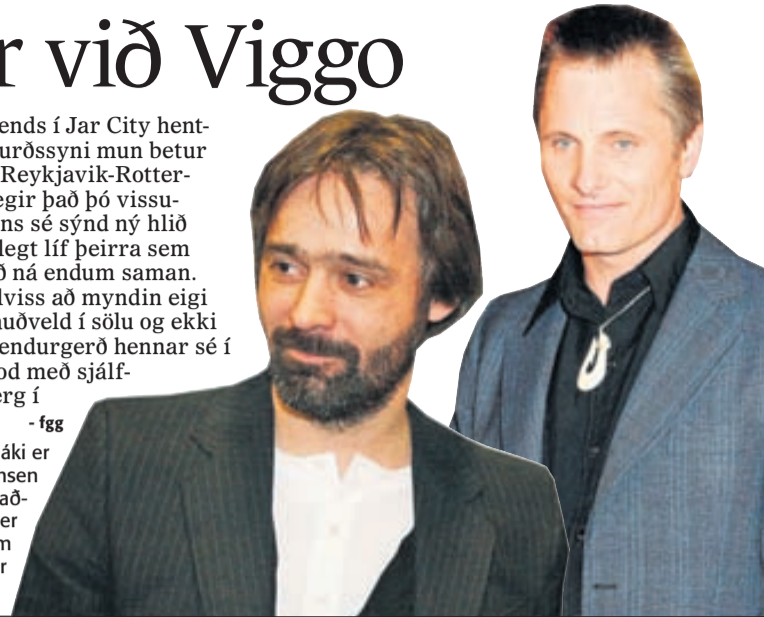 r við Viggo
ends í Jar City hent-
urðssyni mun betur
Reykjavik-Rotter-
egir það þó vissu-
ns sé sýnd ný hlið
legt líf þeirra sem
ð ná endum saman.
lviss að myndin eigi
uðveld í sölu og ekki
endurgerð hennar sé í
od með sjálf-
erg í
- fgg
áki er
nsen
að-
er
m
r